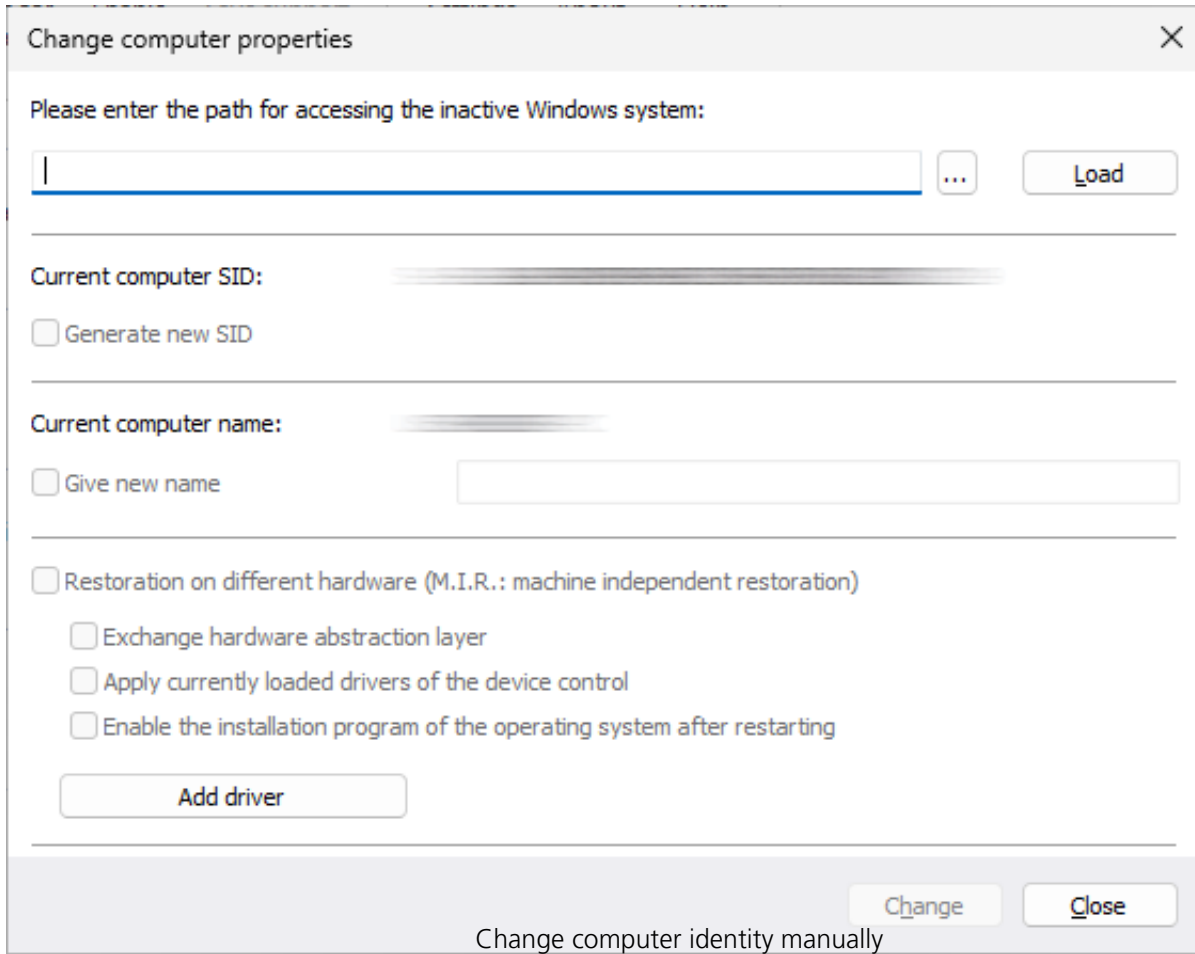 Change computer properties
Please enter the path for accessing the inactive Windows system:
... Load
Current computer SID:
Generate new SID
Current computer name:
Give new name
Restoration on different hardware (M.I.R.: machine independent restoration)
Exchange hardware abstraction layer
Apply currently loaded drivers of the device control
Enable the installation program of the operating system after restarting
Add driver
Change Close
Change computer identity manually